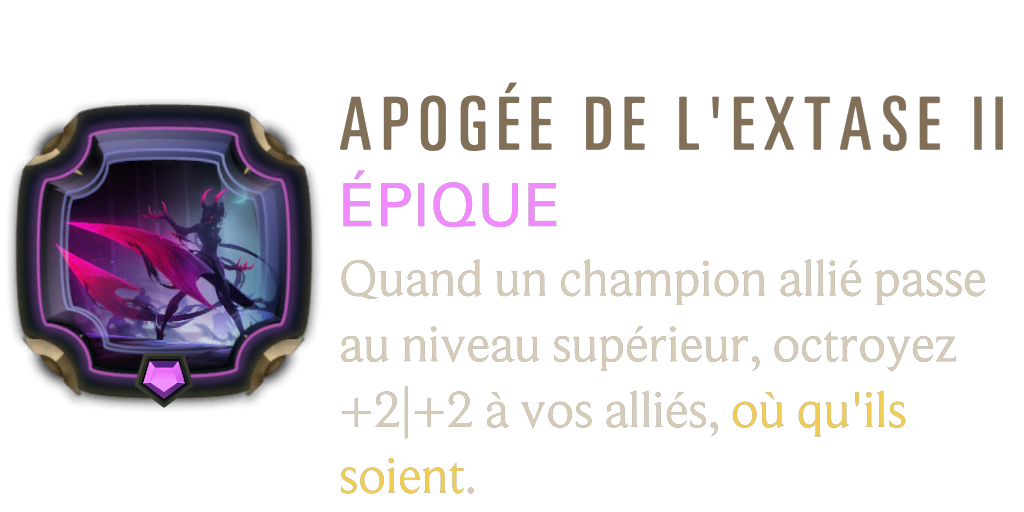 APOGÉE DE L'EXTASE II
ÉPIQUE
Quand un champion allié passe
au niveau supérieur, octroyez
+2|+2 à vos alliés, où qu'ils
soient.